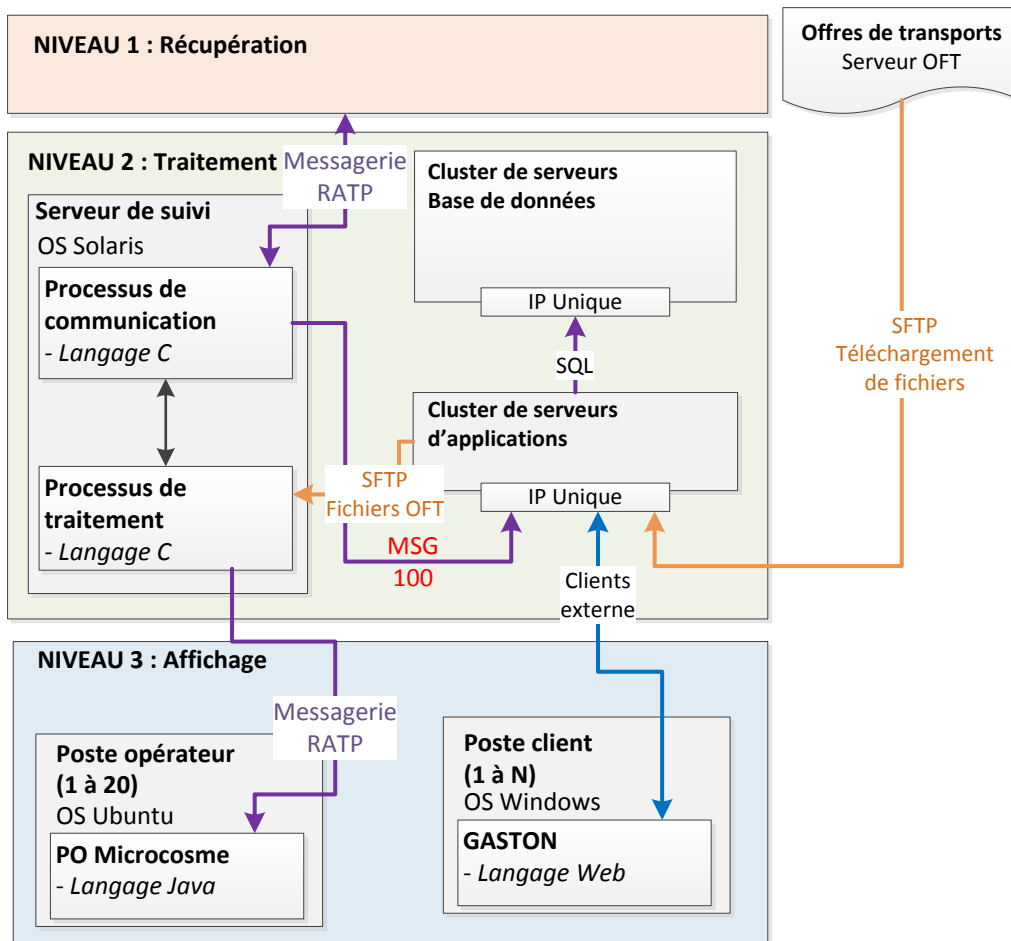 NIVEAU 1 : Récupération
Offres de transports
Serveur OFT
NIVEAU 2 : Traitement
Messagerie
RATP
Serveur de suivi
OS Solaris
Processus de
communication
- Langage C
Cluster de serveurs
Base de données
IP Unique
SQL
SFTP
Téléchargement
de fichiers
Cluster de serveurs
d'applications
IP Unique
SFTP
Fichiers OFT
Processus de
traitement
- Langage C
MSG
100
Clients
externe
NIVEAU 3 : Affichage
Messagerie
RATP
Poste opérateur
(1 à 20)
OS Ubuntu
PO Microcosme
- Langage Java
Poste client
(1 à N)
OS Windows
GASTON
- Langage Web